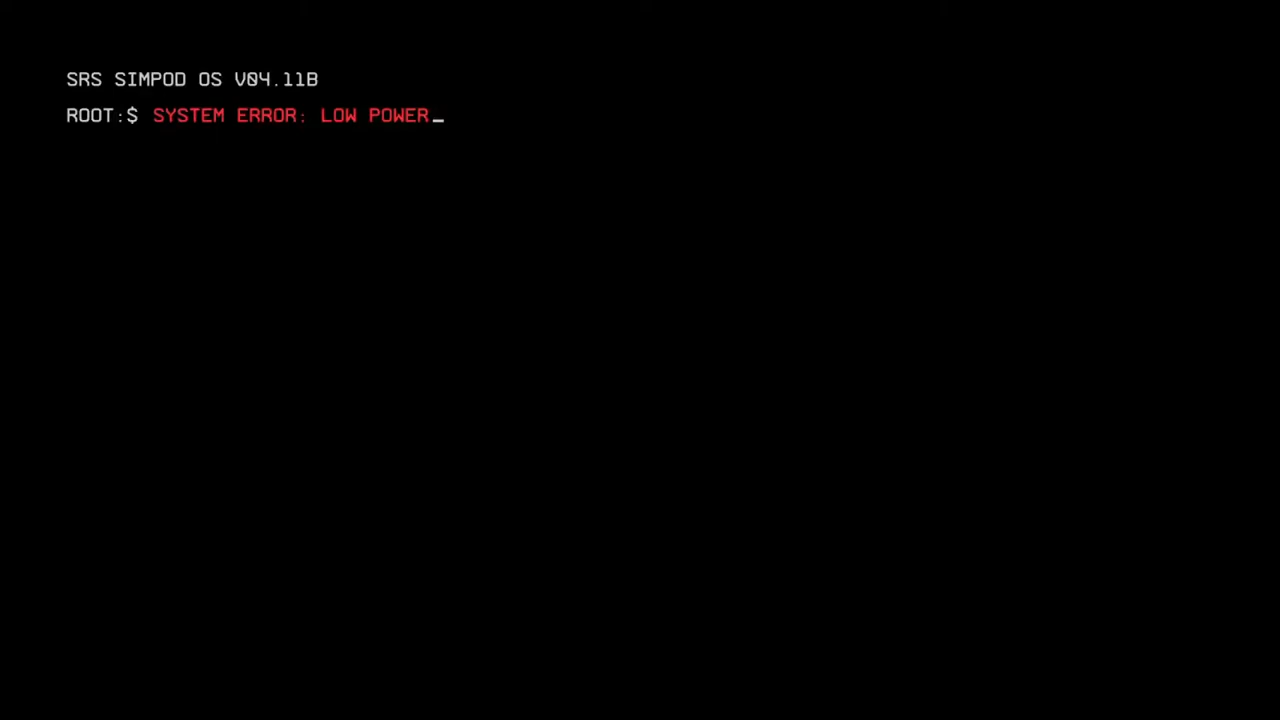 SRS SIMPOD OS V04.11B
ROOT:$ SYSTEM ERROR: LOW POWER_